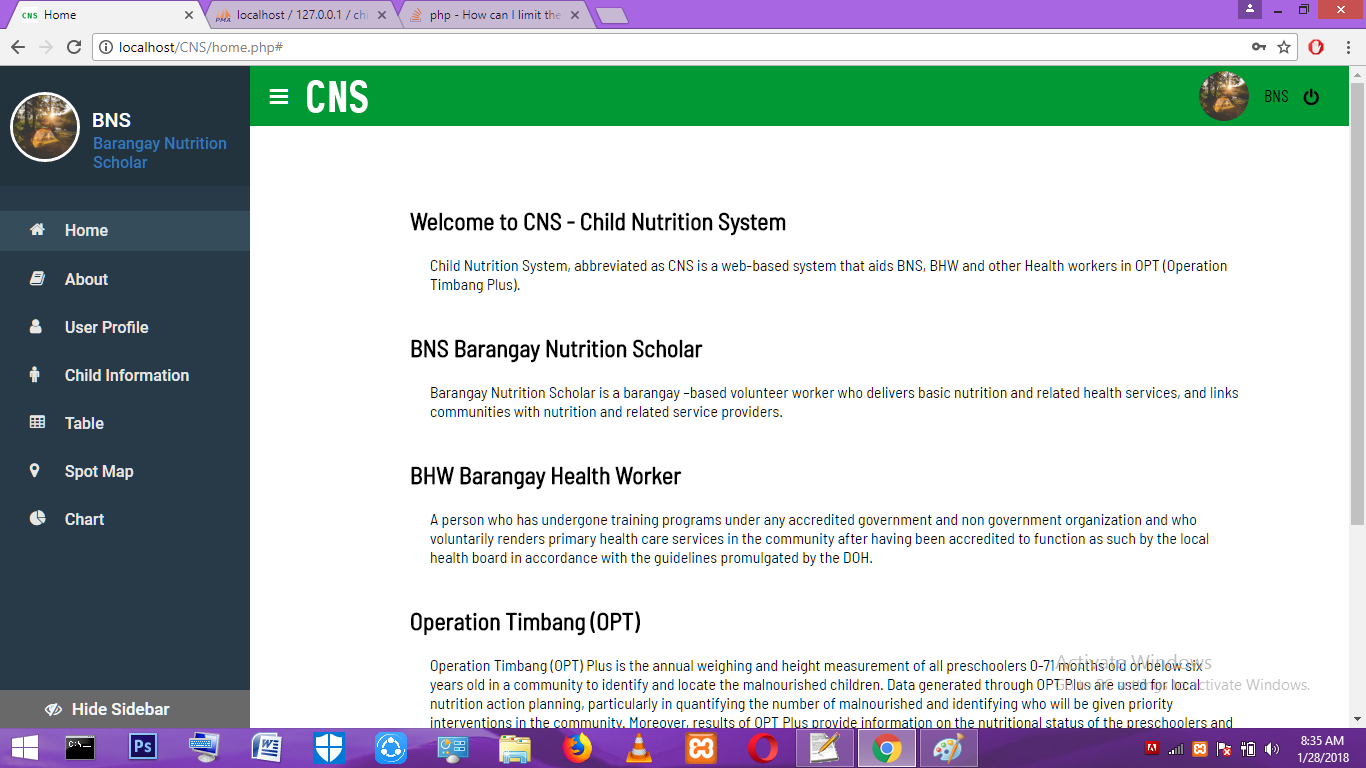 CNS Home
PMA localhost / 127.0.0.1 / chi
php - How can I limit the
localhost/CNS/home.php#
BNS
Barangay Nutrition
Scholar
Home
About
User Profile
Child Information
Table
Spot Map
Chart
Hide Sidebar
CNS
BNS
Welcome to CNS - Child Nutrition System
Child Nutrition System, abbreviated as CNS is a web-based system that aids BNS, BHW and other Health workers in OPT (Operation
Timbang Plus).
BNS Barangay Nutrition Scholar
Barangay Nutrition Scholar is a barangay –based volunteer worker who delivers basic nutrition and related health services, and links
communities with nutrition and related service providers.
BHW Barangay Health Worker
A person who has undergone training programs under any accredited government and non government organization and who
voluntarily renders primary health care services in the community after having been accredited to function as such by the local
health board in accordance with the guidelines promulgated by the DOH.
Operation Timbang (OPT)
Operation Timbang (OPT) Plus is the annual weighing and height measurement of all preschoolers 0-71 months old or below six
years old in a community to identify and locate the malnourished children. Data generated through OPT Plus are used for local
nutrition action planning, particularly in quantifying the number of malnourished and identifying who will be given priority
interventions in the community. Moreover, results of OPT Plus provide information on the nutritional status of the preschoolers and
Activate Windows
Go to PC settings to activate Windows.
C:\_
Ps
8:35 AM
1/28/2018